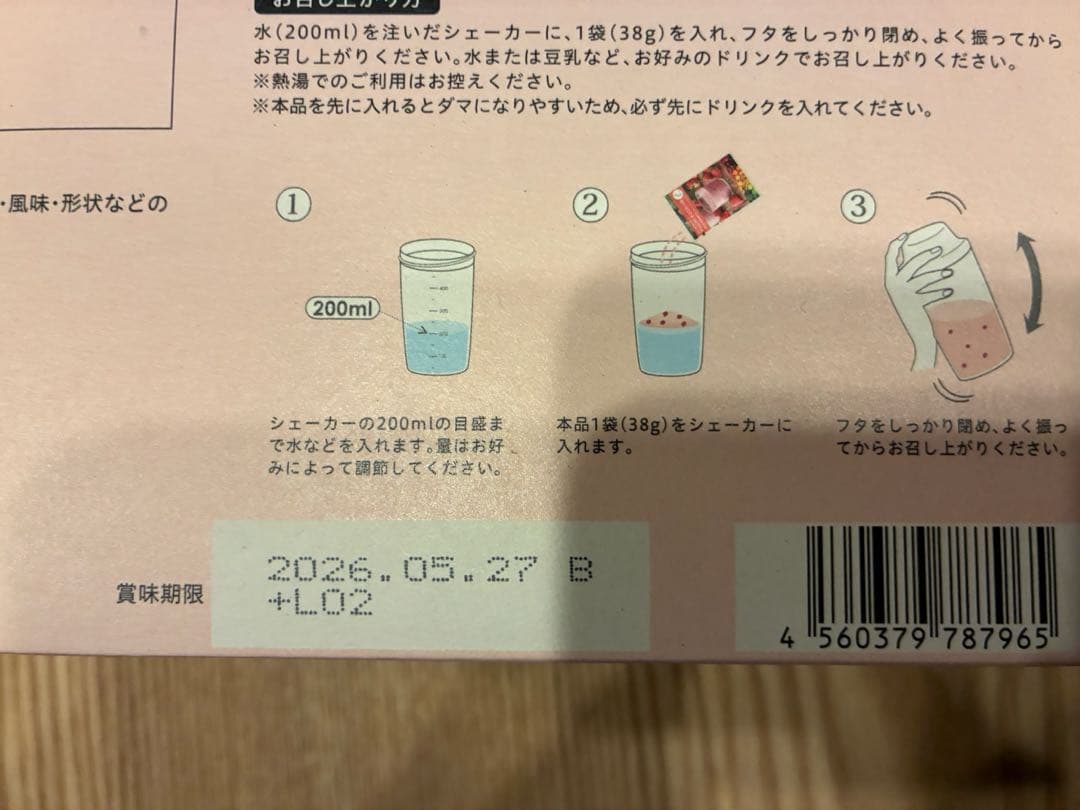 お召し上がり方
水(200ml)を注いだシェーカーに、1袋(38g)を入れ、フタをしっかり閉め、よく振ってから
お召し上がりください。水または豆乳など、お好みのドリンクでお召し上がりください。
※熱湯でのご利用はお控えください。
※本品を先に入れるとダマになりやすいため、必ず先にドリンクを入れてください。
・風味・形状などの
①
②
③
200ml
シェーカーの200mlの目盛ま
で水などを入れます。量はお好
みによって調節してください。
本品1袋(38g)をシェーカーに
入れます。
フタをしっかり閉め、よく振っ
てからお召し上がりください。
賞味期限
2026.05.27 B
+L02
4 560379 787965